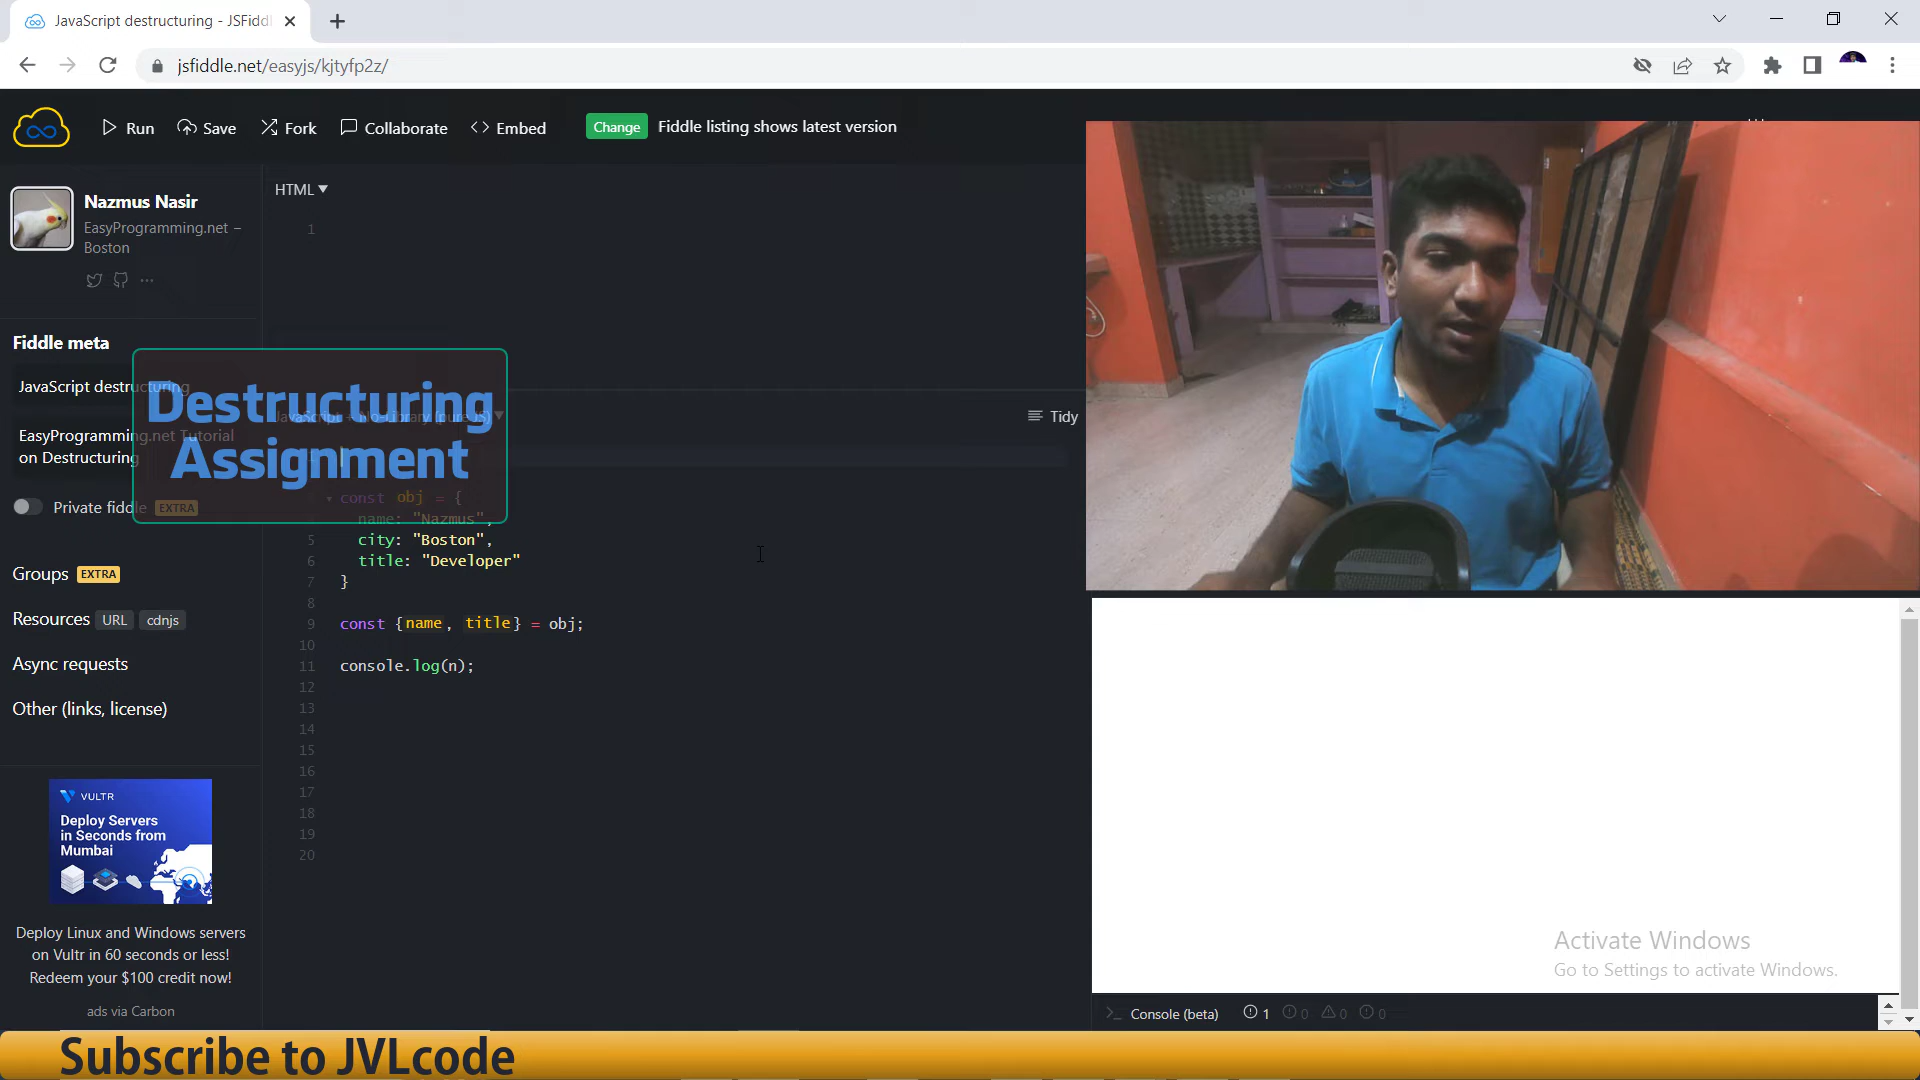 JavaScript destructuring - JSFiddl
jsfiddle.net/easyjs/kjtyfp2z/
Run
Save
Fork
Collaborate
Embed
Change
Fiddle listing shows latest version
Nazmus Nasir
EasyProgramming.net –
Boston
HTML
1
Fiddle meta
JavaScript destructuring
EasyProgramming.net Tutorial
on Destructuring
Private fiddle EXTRA
Groups EXTRA
Resources URL cdnjs
Async requests
Other (links, license)
Destructuring
Assignment
JavaScript + No-Library (pure JS)
Tidy
const obj = {
name: "Nazmus",
5 city: "Boston",
6 title: "Developer"
7 }
8
9 const {name, title} = obj;
10
11 console.log(n);
12
13
14
15
16
17
18
19
20
VULTR
Deploy Servers
in Seconds from
Mumbai
Deploy Linux and Windows servers
on Vultr in 60 seconds or less!
Redeem your $100 credit now!
ads via Carbon
Activate Windows
Go to Settings to activate Windows.
Console (beta) 1 0 0 0
Subscribe to JVLcode